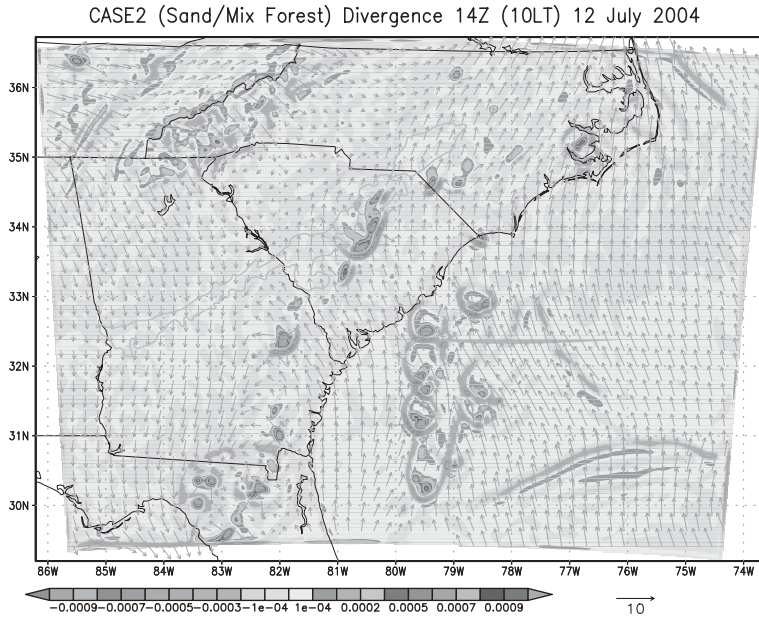 CASE2 (Sand/Mix Forest) Divergence 14Z (10LT) 12 July 2004
36N
35N
34N
33N
32N
31N
30N
86W 85W 84W 83W 82W 81W 80W 79W 78W 77W 76W 75W 74W
-0.0009-0.0007-0.0005-0.0003-1e-04 1e-04 0.0002 0.0005 0.0007 0.0009
10